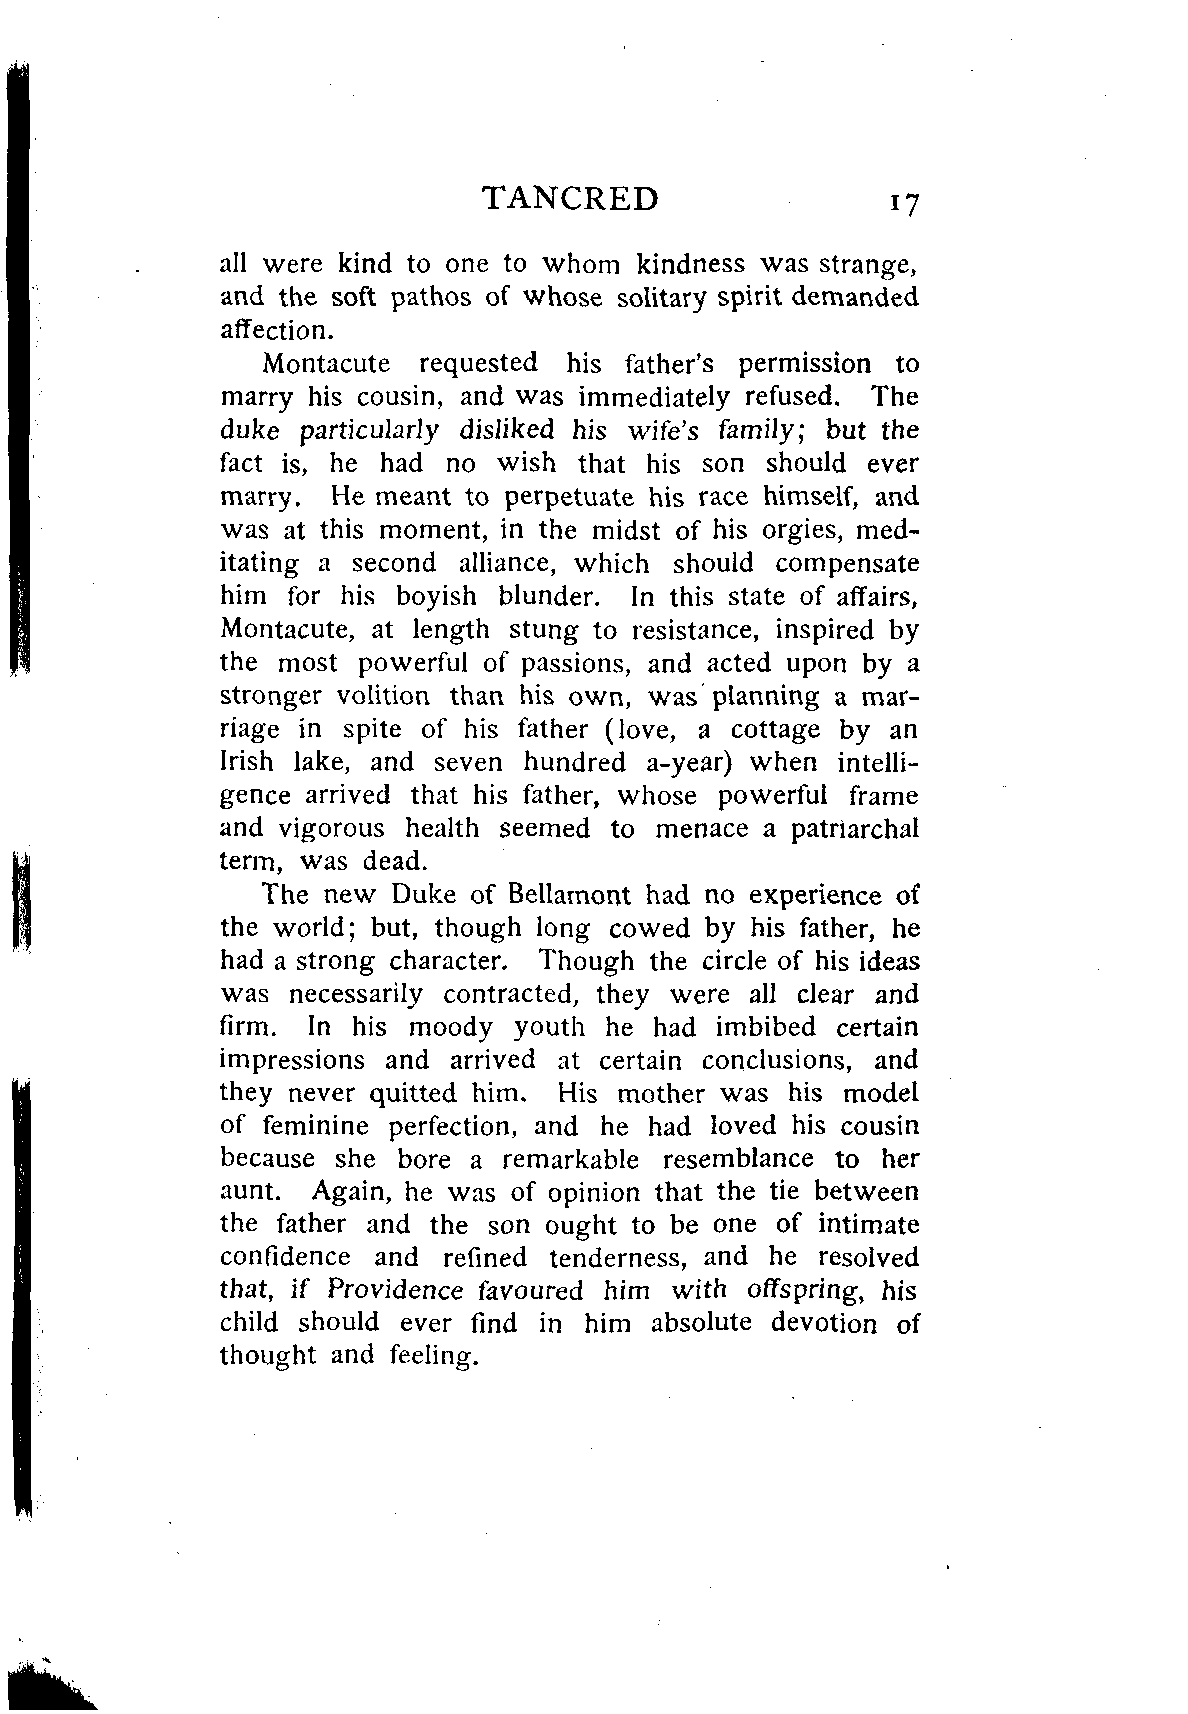 TANCRED 17
all were kind to one to whom kindness was strange,
and the soft pathos of whose solitary spirit demanded
affection.
Montacute requested his father's permission to
marry his cousin, and was immediately refused. The
duke particularly disliked his wife's family; but the
fact is, he had no wish that his son should ever
marry. He meant to perpetuate his race himself, and
was at this moment, in the midst of his orgies, med-
itating a second alliance, which should compensate
him for his boyish blunder. In this state of affairs,
Montacute, at length stung to resistance, inspired by
the most powerful of passions, and acted upon by a
stronger volition than his own, was planning a mar-
riage in spite of his father (love, a cottage by an
Irish lake, and seven hundred a-year) when intelli-
gence arrived that his father, whose powerful frame
and vigorous health seemed to menace a patriarchal
term, was dead.
The new Duke of Bellamont had no experience of
the world; but, though long cowed by his father, he
had a strong character. Though the circle of his ideas
was necessarily contracted, they were all clear and
firm. In his moody youth he had imbibed certain
impressions and arrived at certain conclusions, and
they never quitted him. His mother was his model
of feminine perfection, and he had loved his cousin
because she bore a remarkable resemblance to her
aunt. Again, he was of opinion that the tie between
the father and the son ought to be one of intimate
confidence and refined tenderness, and he resolved
that, if Providence favoured him with offspring, his
child should ever find in him absolute devotion of
thought and feeling.